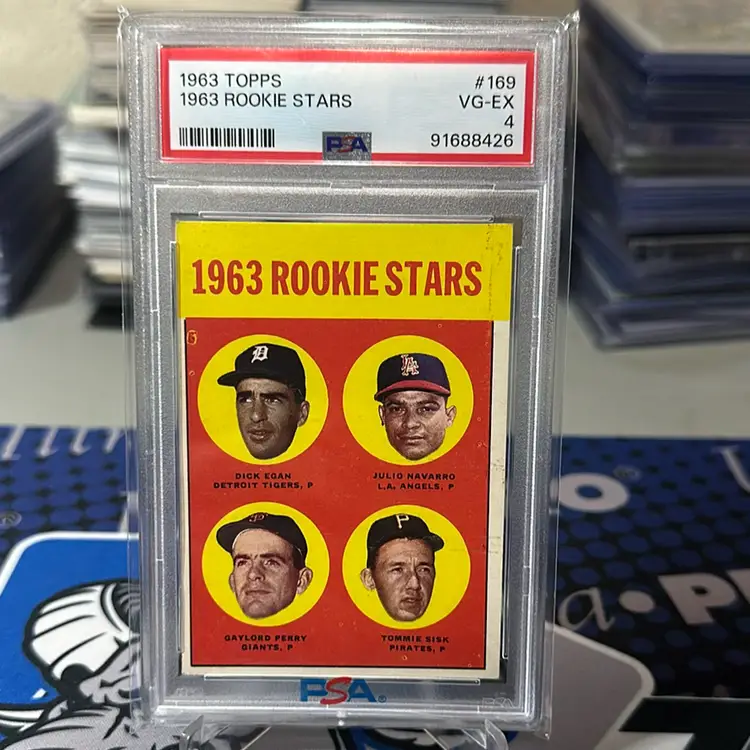 1963 TOPPS #169
1963 ROOKIE STARS VG-EX
4
PSA 91688426
1963 ROOKIE STARS
D
LA
DICK EGAN
DETROIT TIGERS, P
JULIO NAVARRO
L.A. ANGELS, P
P
GAYLORD PERRY
GIANTS, P
TOMMIE SISK
PIRATES, P
PSA